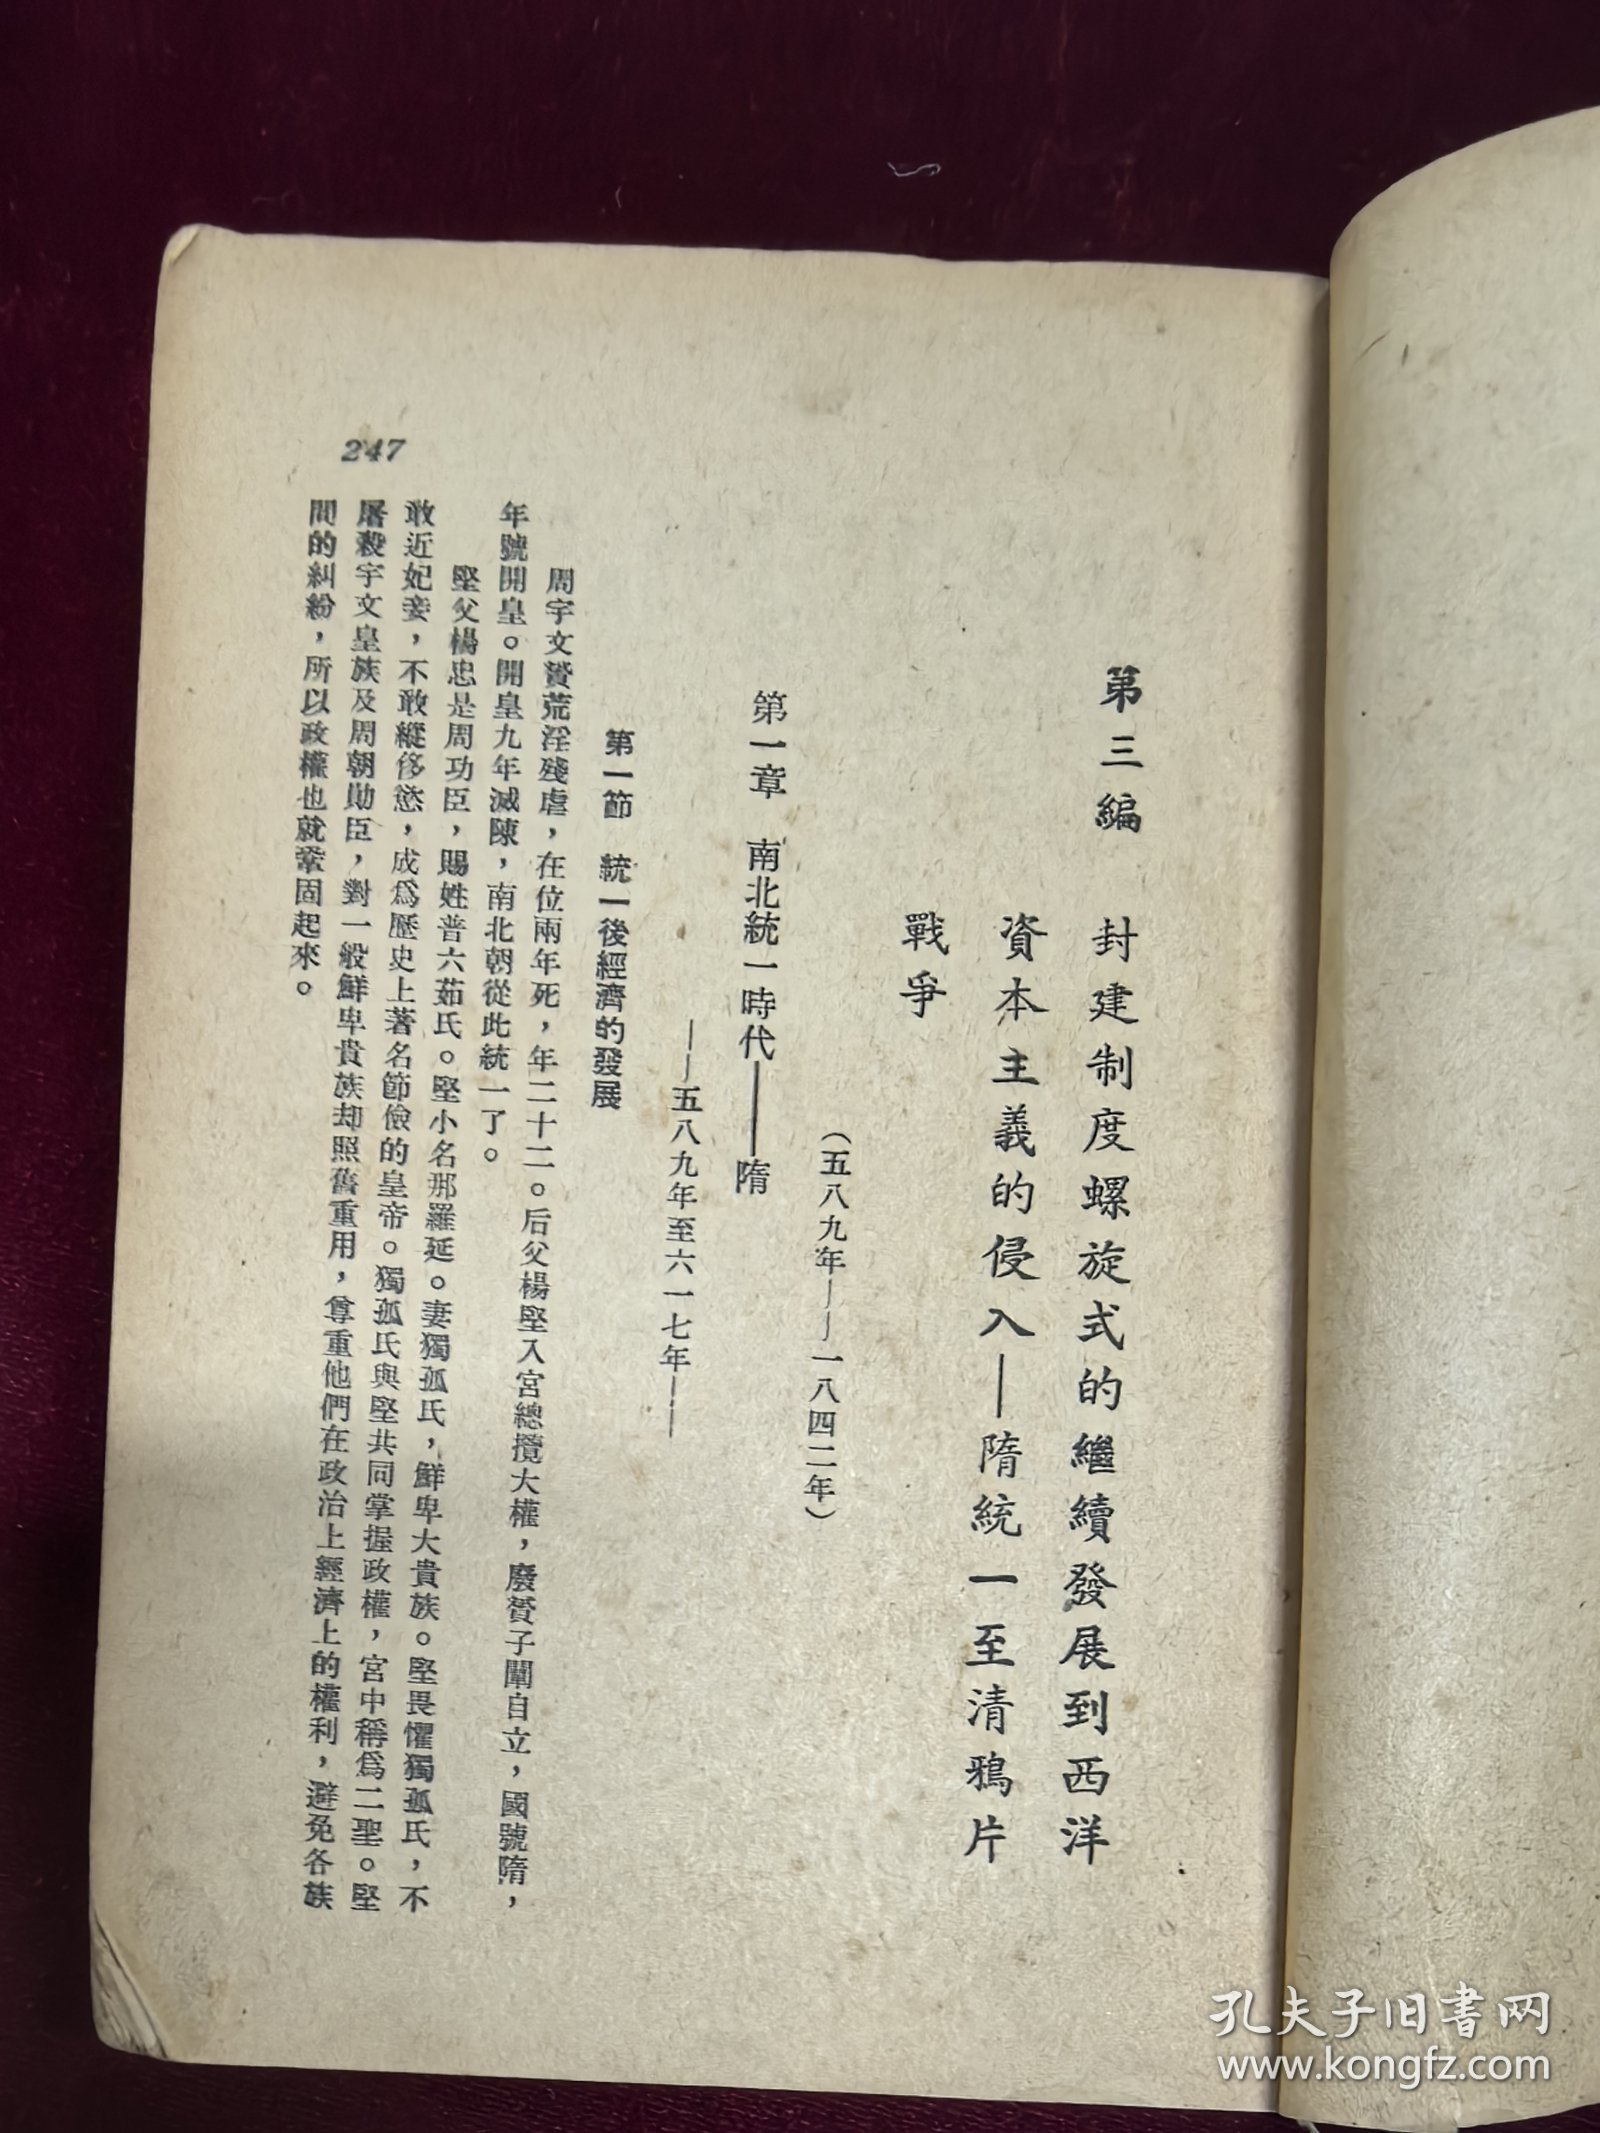 第三編　封建制度螺旋式的繼續發展到西洋
資本主義的侵入——隋統一至清鴉片
戰爭
（五八九年——一八四二年）
第一章　南北統一時代——隋
——五八九年至六一七年——
第一節　統一後經濟的發展
周宇文贇荒淫殘虐，在位兩年死，年二十二。后父楊堅入宮總攬大權，廢贇子闡自立，國號隋，
年號開皇。開皇九年滅陳，南北朝從此統一了。
堅父楊忠是周功臣，賜姓普六茹氏。堅小名那羅延。妻獨孤氏，鮮卑大貴族。堅畏懼獨孤氏，不
敢近妃妾，不敢縱侈慾，成爲歷史上著名節儉的皇帝。獨孤氏與堅共同掌握政權，宮中稱爲二聖。堅
屠殺宇文皇族及周朝勛臣，對一般鮮卑貴族却照舊重用，尊重他們在政治上經濟上的權利，避免各族
間的糾紛，所以政權也就鞏固起來。
247
孔夫子旧书网
www.kongfz.com